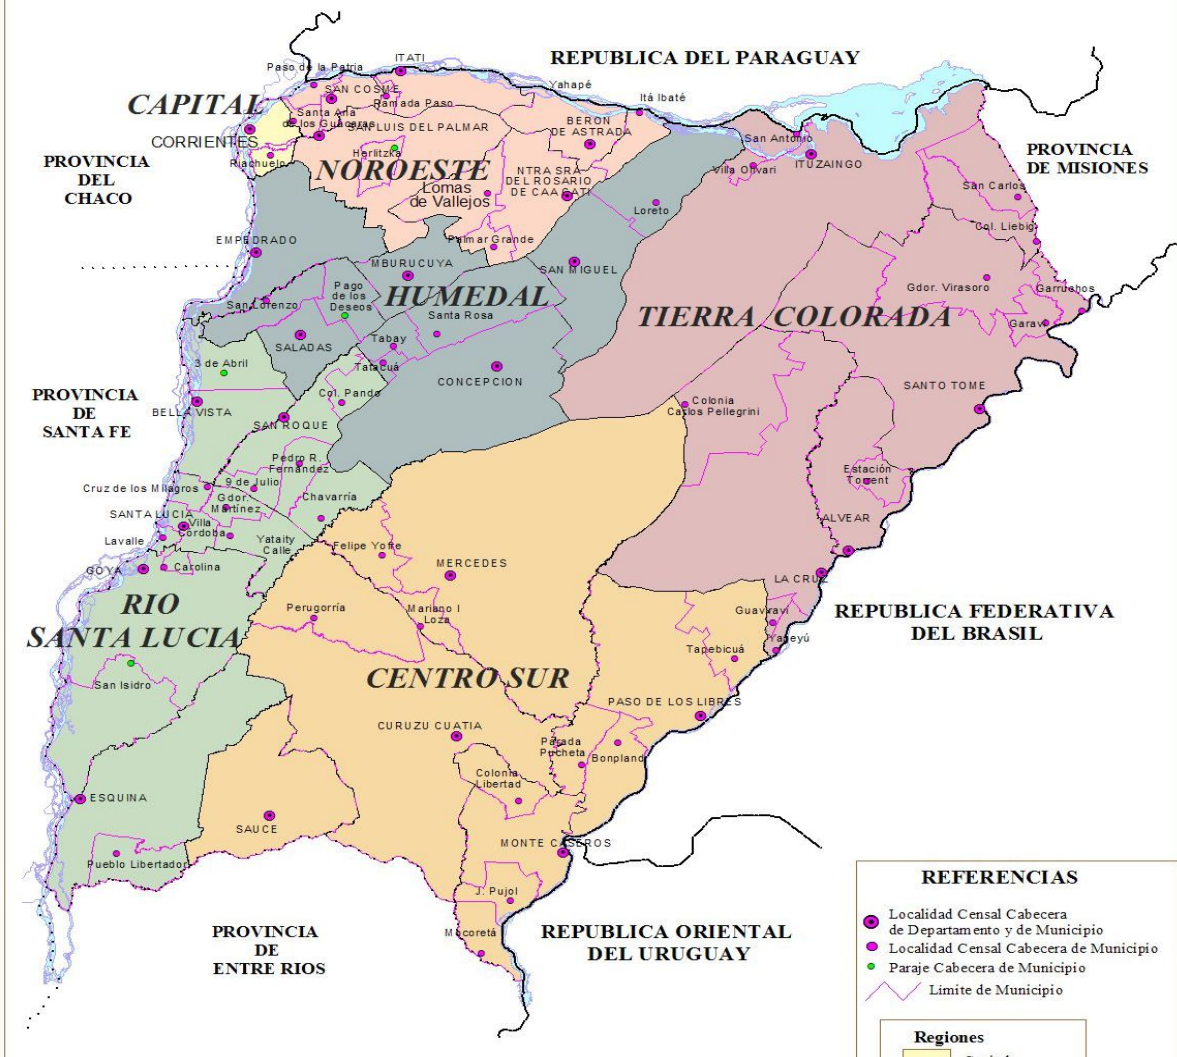 REPUBLICA DEL PARAGUAY
ITATI
Paso de la Patria
Yahapé
SAN COSME
Ramada Paso
Itá Ibaté
CAPITAL
Santa Ana
de los Guácaras
SAN LUIS DEL PALMAR
BERON
DE ASTRADA
CORRIENTES
San Antonio
ITUZAINGO
Riachuelo
Herlitzka
NOROESTE
Villa Olivari
PROVINCIA
DEL
CHACO
PROVINCIA
DE MISIONES
NTRA SRA
DEL ROSARIO
DE CAA CATI
Lomas
de Vallejos
San Carlos
Loreto
Col. Liebig
EMPEDRADO
Palmar Grande
MBURUCUYA
SAN MIGUEL
Pago
de los
Deseos
HUMEDAL
Gdor. Virasoro
Garruchos
San Lorenzo
Santa Rosa
TIERRA COLORADA
Garavi
SALADAS
Tabay
3 de Abril
Tatacuá
CONCEPCION
Col. Pando
SANTO TOME
PROVINCIA
DE
SANTA FE
BELLA VISTA
SAN ROQUE
Colonia
Carlos Pellegrini
Pedro R.
Fernández
Estación
Torrent
Cruz de los Milagros
9 de Julio
Gdor.
Martínez
Chavarría
SANTA LUCIA
Villa
Córdoba
ALVEAR
Lavalle
Yataity
Calle
Felipe Yofre
GOYA
Carolina
MERCEDES
LA CRUZ
RIO
SANTA LUCIA
Perugorría
Mariano I
Loza
Guaviraví
Yapeyú
REPUBLICA FEDERATIVA
DEL BRASIL
Tapebicuá
San Isidro
CENTRO SUR
PASO DE LOS LIBRES
CURUZU CUATIA
Parada
Pucheta
Bonpland
Colonia
Libertad
ESQUINA
SAUCE
MONTE CASEROS
Pueblo Libertador
J. Pujol
Mocoretá
PROVINCIA
DE
ENTRE RIOS
REPUBLICA ORIENTAL
DEL URUGUAY
REFERENCIAS
Localidad Censal Cabecera
de Departamento y de Municipio
Localidad Censal Cabecera de Municipio
Paraje Cabecera de Municipio
Limite de Municipio
Regiones